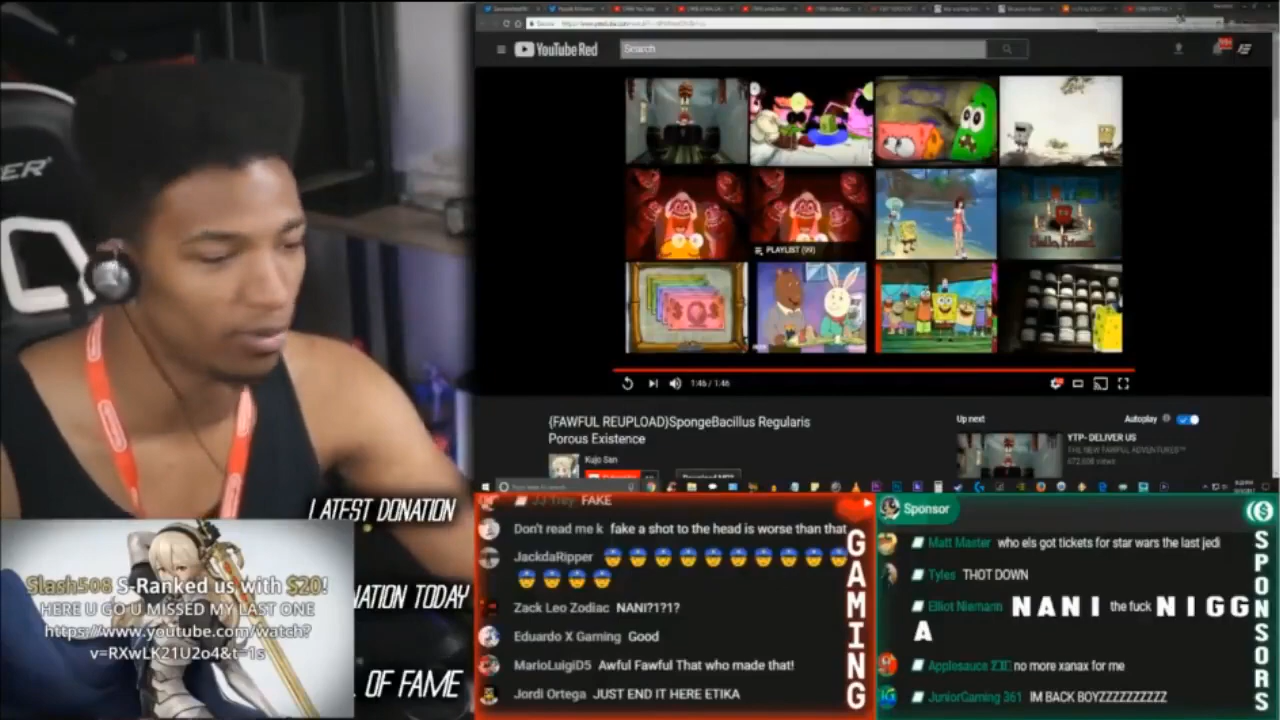 YouTube Red
Search
Hello, Friend.
PLAYLIST (99)
1:46 / 1:46
{FAWFUL REUPLOAD}SpongeBacillus Regularis
Porous Existence
Kujo San
Up next
Autoplay
YTP- DELIVER US
THE NEW FAWFUL ADVENTURES™
LATEST DONATION
Slash508 S-Ranked us with $20!
HERE U GO U MISSED MY LAST ONE
https://www.youtube.com/watch?
v=RXwLK21U2o4&t=1s
NATION TODAY
OF FAME
FAKE
Don't read me k fake a shot to the head is worse than that
JackdaRipper
Zack Leo Zodiac NANI?1?1?
Eduardo X Gaming Good
MarioLuigiD5 Awful Fawful That who made that!
Jordi Ortega JUST END IT HERE ETIKA
GAMING
Sponsor
Matt Master who els got tickets for star wars the last jedi
Tyles THOT DOWN
Elliot Niemann N A N I the fuck N I G G
A
Applesauce no more xanax for me
JuniorGaming 361 IM BACK BOYZZZZZZZZZZ
SPONSORS